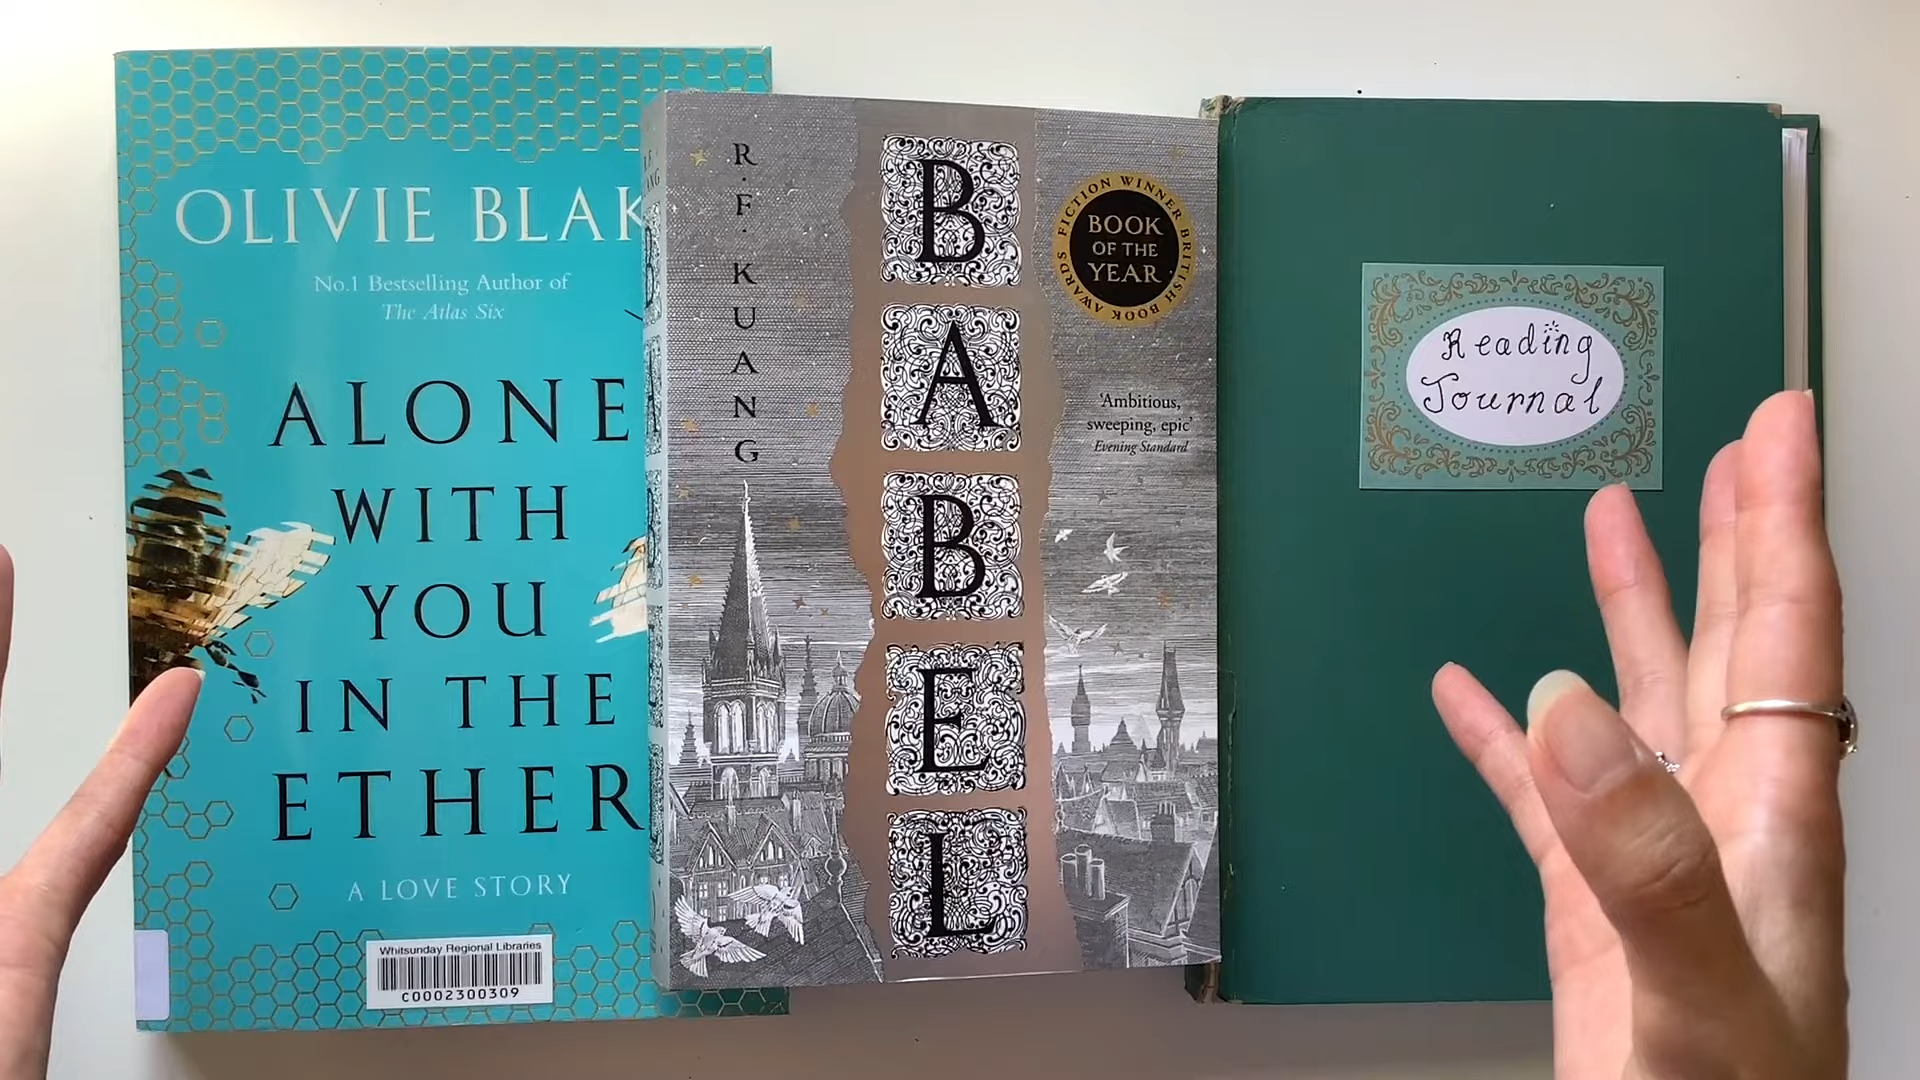 OLIVIE BLAK
No.1 Bestselling Author of
The Atlas Six
ALONE
WITH
YOU
IN THE
ETHER
A LOVE STORY
Whitsunday Regional Libraries
C0002300309
R.F. KUANG
BABEL
FICTION WINNER BRITISH BOOK AWARDS
BOOK
OF THE
YEAR
'Ambitious,
sweeping, epic'
Evening Standard
Reading
Journal